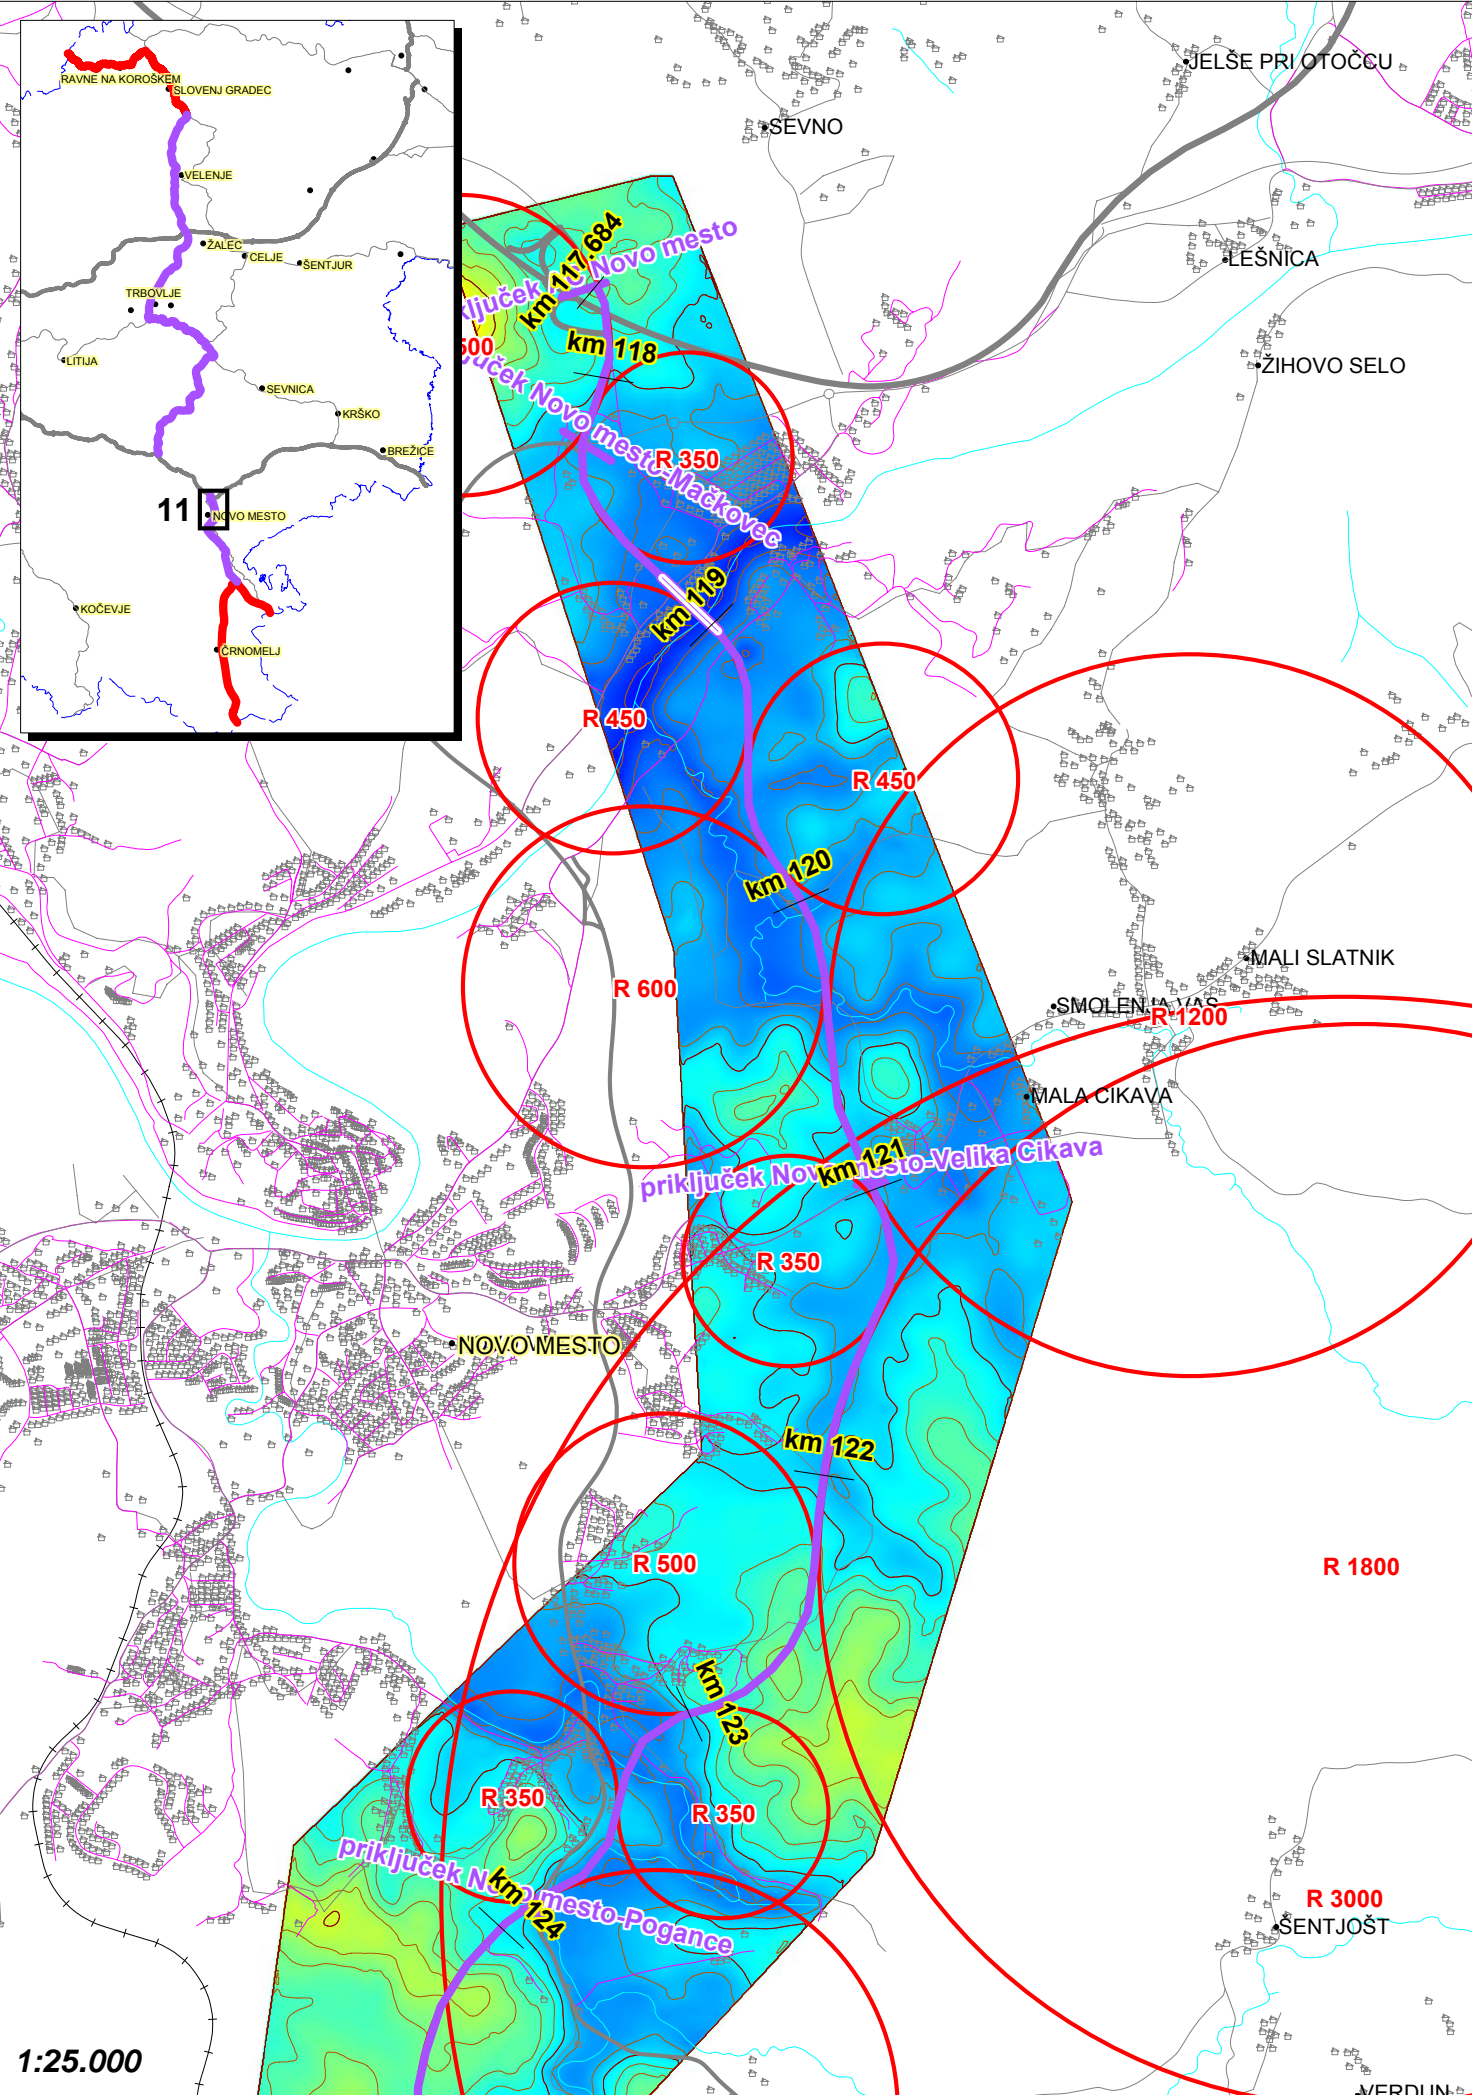 RAVNE NA KOROŠKEM
SLOVENJ GRADEC
VELENJE
ŽALEC
CELJE
ŠENTJUR
TRBOVLJE
LITIJA
SEVNICA
KRŠKO
BREŽICE
11
NOVO MESTO
KOČEVJE
ČRNOMELJ
JELŠE PRI OTOČCU
SEVNO
LEŠNICA
ŽIHOVO SELO
Novo mesto
km 117.684
km 118
500
Novo mesto-Mačkovec
R 350
km 119
R 450
R 450
km 120
R 600
MALI SLATNIK
SMOLENJA VAS
R 1200
MALA CIKAVA
priključek Novo mesto-Velika Cikava
km 121
R 350
NOVO MESTO
km 122
R 500
R 1800
km 123
R 350
R 350
priključek Novo mesto-Pogance
km 124
R 3000
ŠENTJOŠT
1:25.000
VERDUN